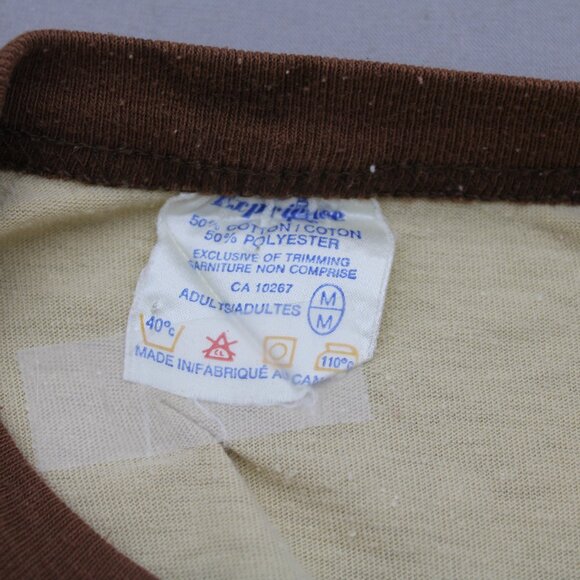 50% COTTON/COTON
50% POLYESTER
EXCLUSIVE OF TRIMMING
GARNITURE NON COMPRISE
CA 10267
ADULTS/ADULTES
M
M
40°C
CL
110°C
MADE IN/FABRIQUÉ AU CAN